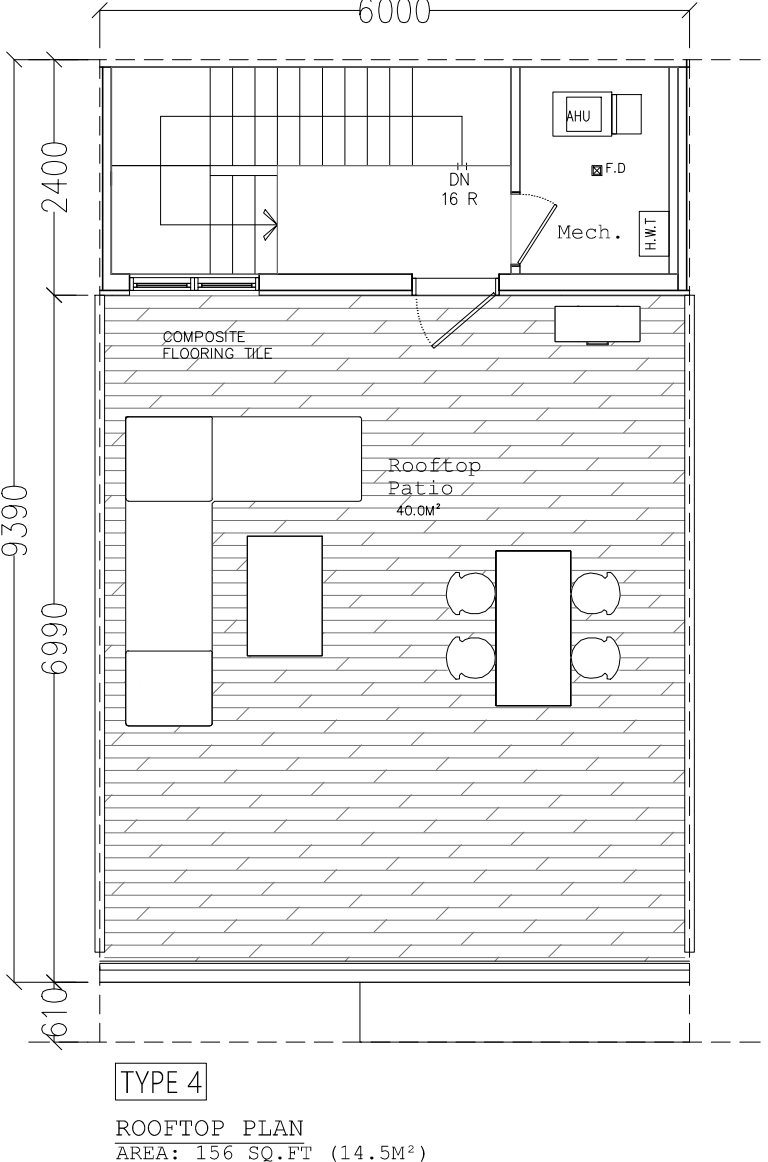 6000
2400
9390
6990
610
AHU
F.D
DN
16 R
Mech.
H.W.T
COMPOSITE
FLOORING TILE
Rooftop
Patio
40.0M²
TYPE 4
ROOFTOP PLAN
AREA: 156 SQ.FT (14.5M²)